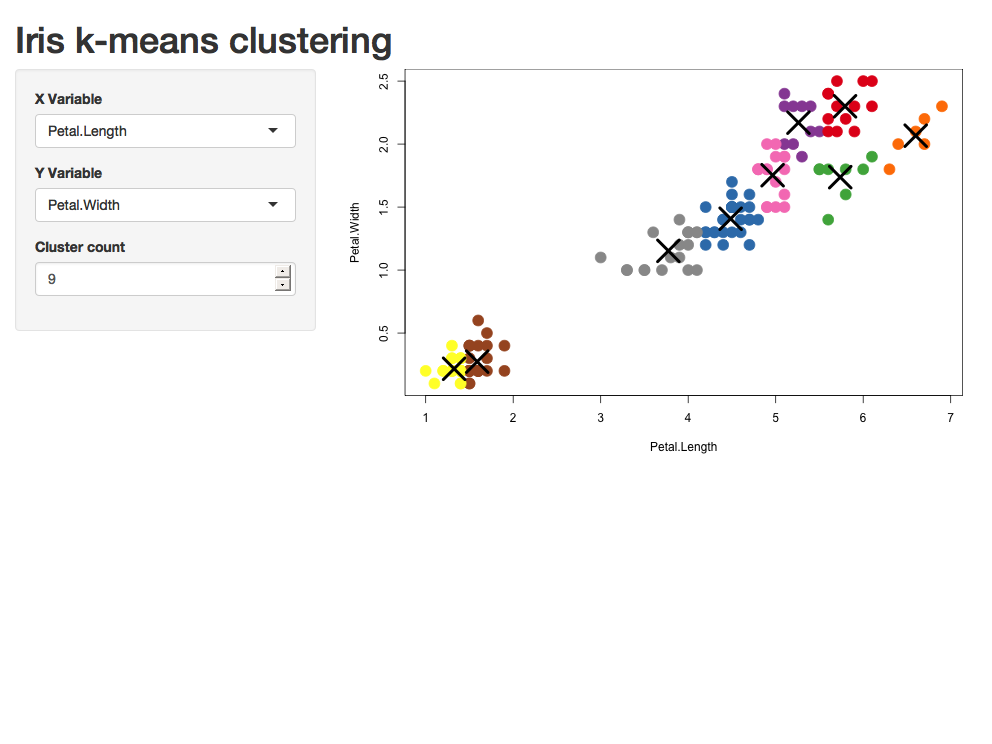 Iris k-means clustering
X Variable
Petal.Length
Y Variable
Petal.Width
Cluster count
9
Petal.Width
2.5
2.0
1.5
1.0
0.5
1 2 3 4 5 6 7
Petal.Length